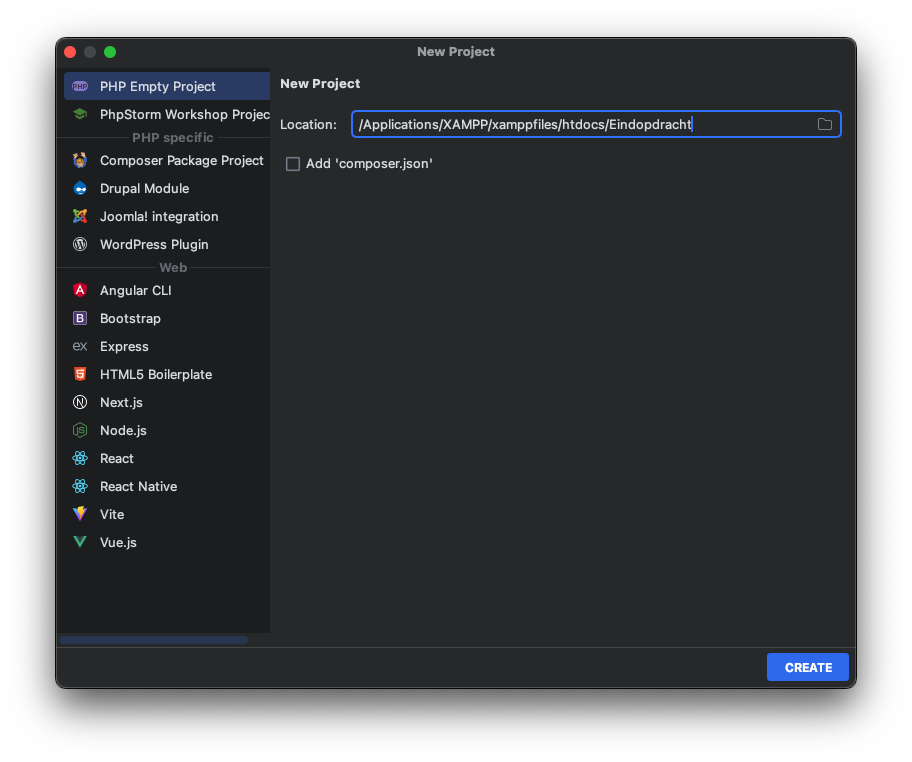 New Project
PHP Empty Project
PhpStorm Workshop Projec
PHP specific
Composer Package Project
Drupal Module
Joomla! integration
WordPress Plugin
Web
Angular CLI
Bootstrap
ex Express
HTML5 Boilerplate
Next.js
Node.js
React
React Native
Vite
Vue.js
New Project
Location: /Applications/XAMPP/xamppfiles/htdocs/Eindopdracht
Add 'composer.json'
CREATE